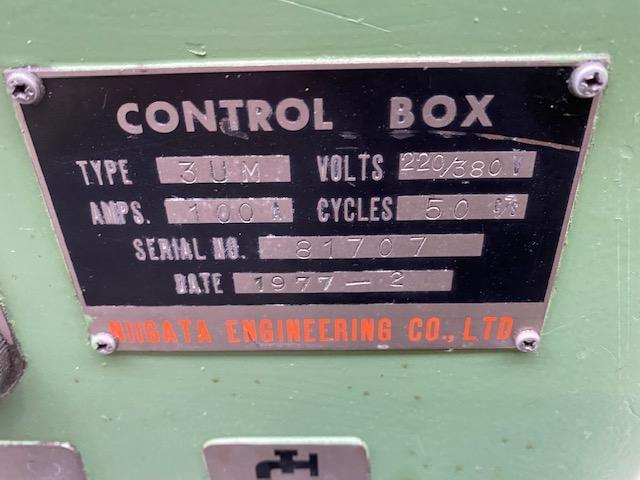 CONTROL BOX
TYPE 3UM VOLTS 220/380 V
AMPS. 100 A CYCLES 50 C/S
SERIAL NO. 81707
DATE 1977-2
NIIGATA ENGINEERING CO., LTD.